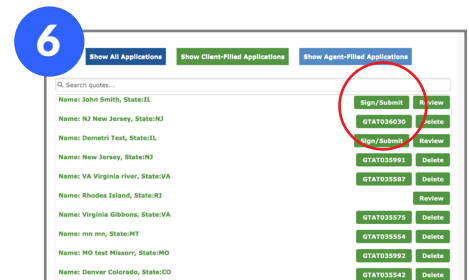 6
Show All Applications Show Client-Filled Applications Show Agent-Filled Applications
Search quotes...
Name: John Smith, State:IL Sign/Submit Review
Name: NJ New Jersey, State:NJ GTAT036030 Delete
Name: Demetri Test, State:IL Sign/Submit Review
Name: New Jersey, State:NJ GTAT035991 Delete
Name: VA Virginia river, State:VA GTAT035587 Delete
Name: Rhodes Island, State:RI Review
Name: Virginia Gibbons, State:VA GTAT035575 Delete
Name: mn mn, State:MT GTAT035554 Delete
Name: MO test Missorr, State:MO GTAT035992 Delete
Name: Denver Colorado, State:CO GTAT035542 Delete